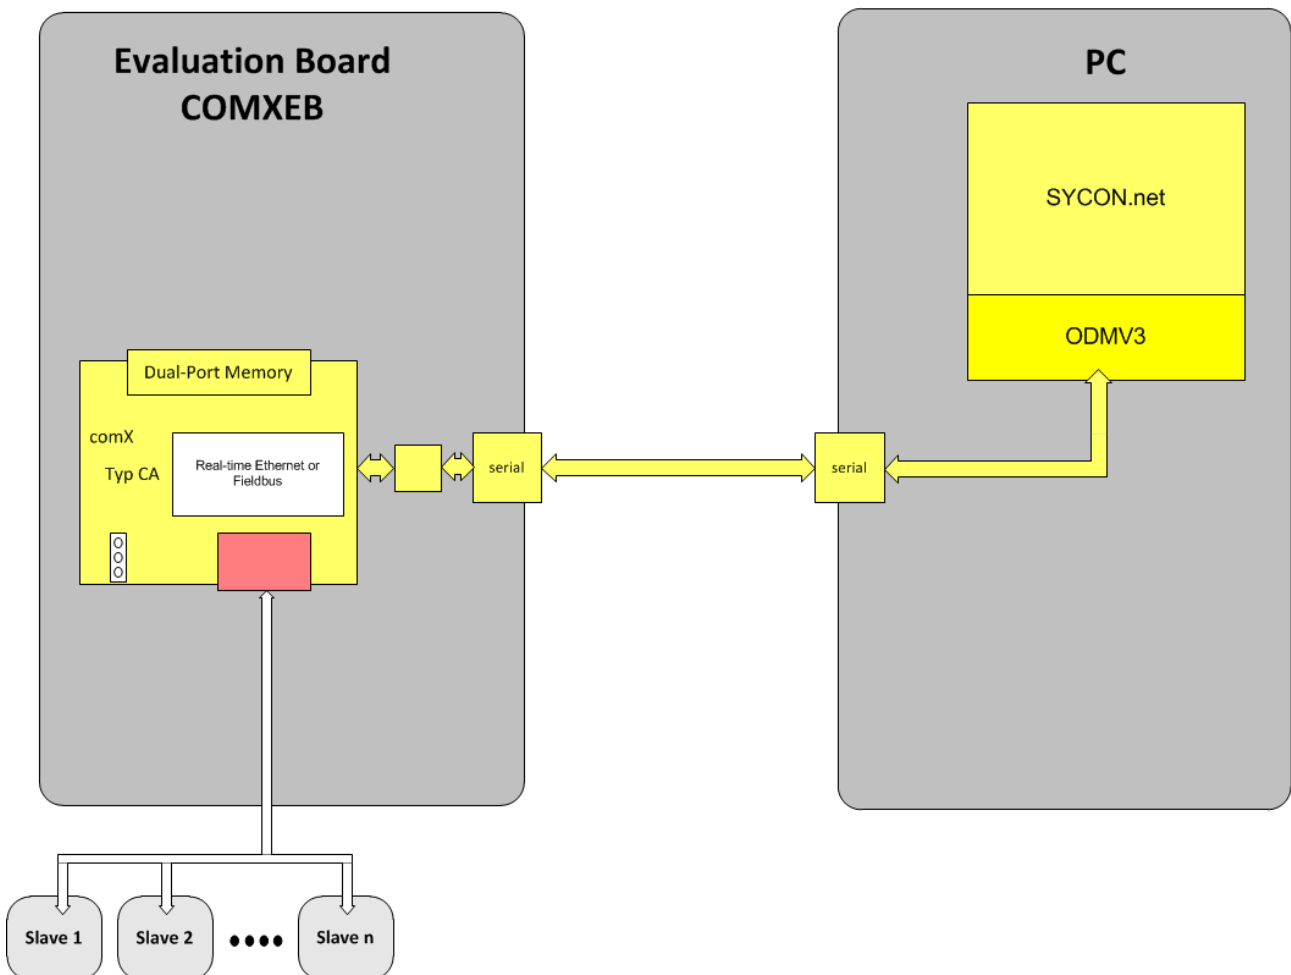 Evaluation Board
COMXEB
PC
SYCON.net
ODMV3
Dual-Port Memory
comX
Typ CA
Real-time Ethernet or
Fieldbus
serial
serial
Slave 1
Slave 2
Slave n